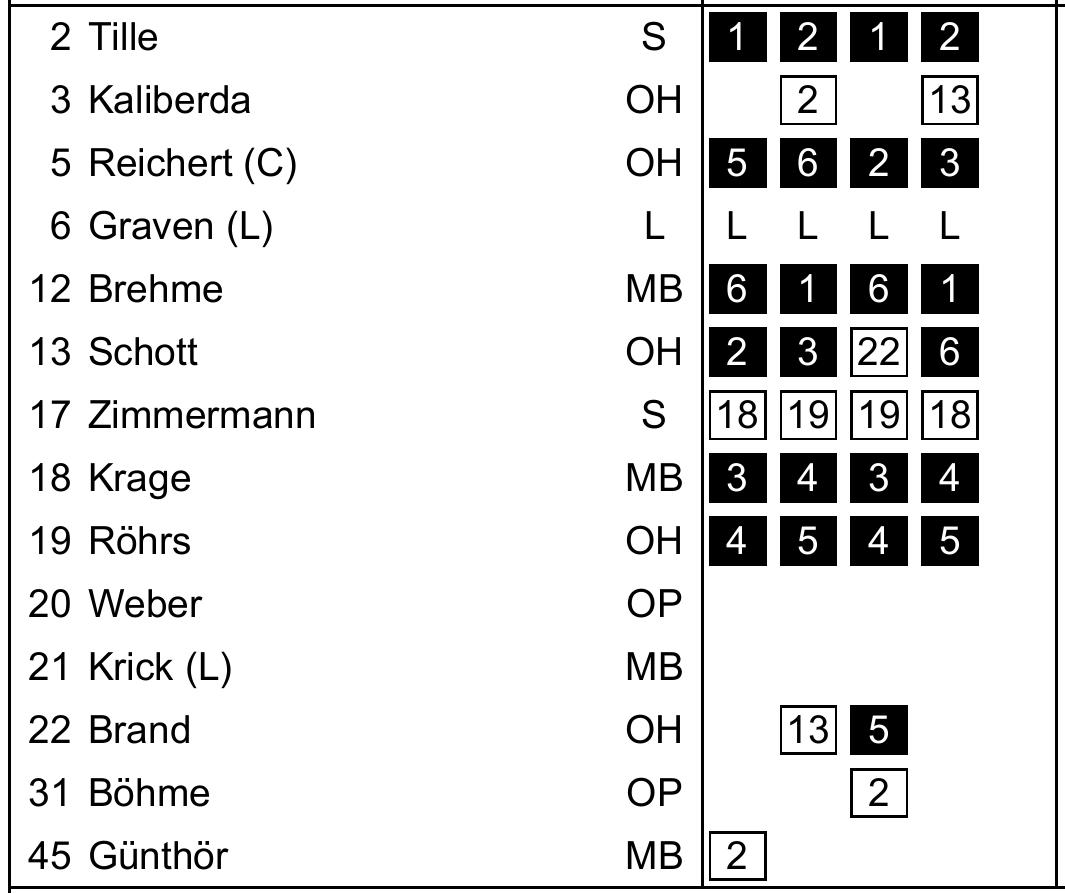 2 Tille S 1 2 1 2
3 Kaliberda OH 2 13
5 Reichert (C) OH 5 6 2 3
6 Graven (L) L L L L L
12 Brehme MB 6 1 6 1
13 Schott OH 2 3 22 6
17 Zimmermann S 18 19 19 18
18 Krage MB 3 4 3 4
19 Röhrs OH 4 5 4 5
20 Weber OP
21 Krick (L) MB
22 Brand OH 13 5
31 Böhme OP 2
45 Günthör MB 2